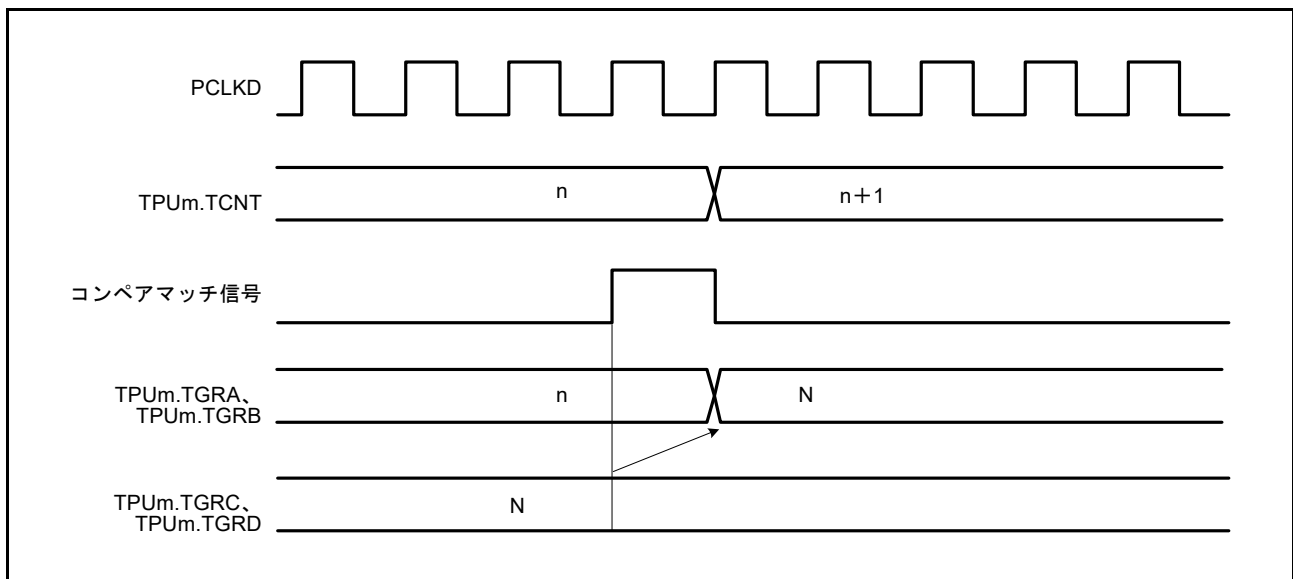 PCLKD
TPUm.TCNT
n
n＋1
コンペアマッチ信号
TPUm.TGRA、
TPUm.TGRB
n
N
TPUm.TGRC、
TPUm.TGRD
N